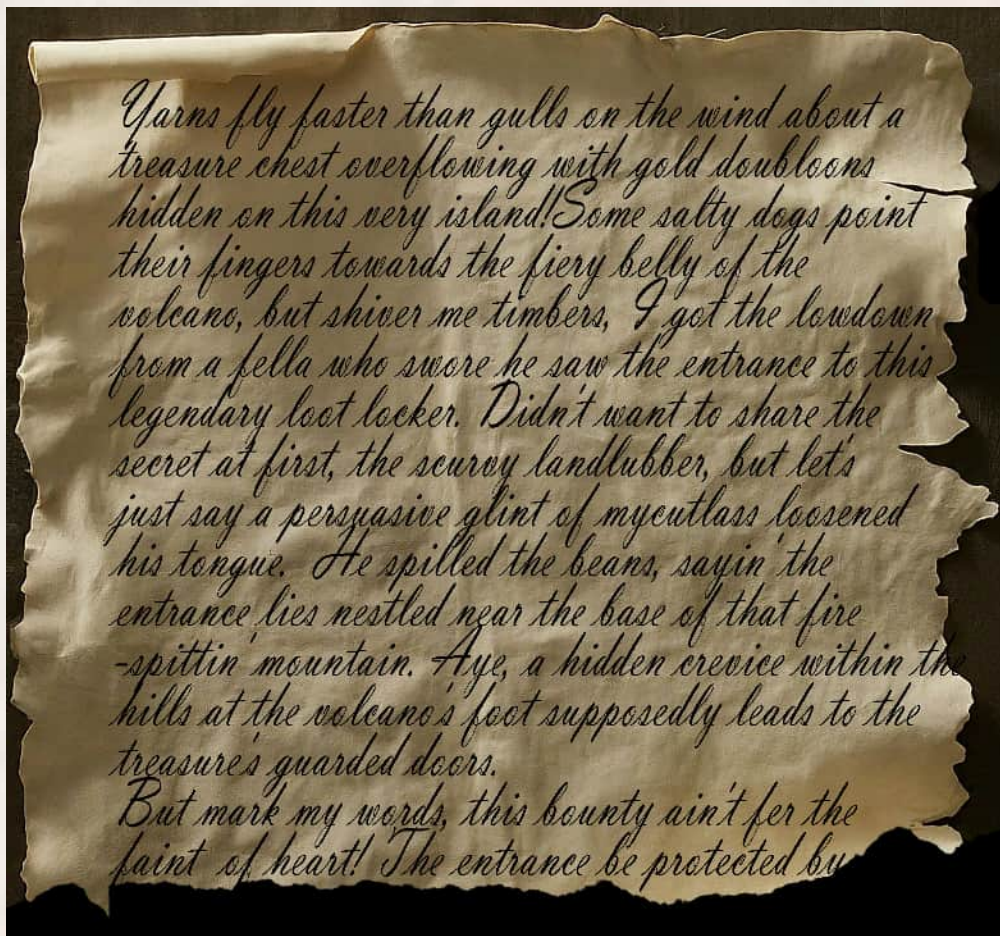 Yarns fly faster than gulls on the wind about a
treasure chest overflowing with gold doubloons
hidden on this very island!Some salty dogs point
their fingers towards the fiery belly of the
volcano, but shiver me timbers, I got the lowdown
from a fella who swore he saw the entrance to this
legendary loot locker. Didn't want to share the
secret at first, the scurvy landlubber, but let's
just say a persuasive glint of mycutlass loosened
his tongue. He spilled the beans, sayin' the
entrance lies nestled near the base of that fire
-spittin' mountain. Aye, a hidden crevice within the
hills at the volcano's foot supposedly leads to the
treasure's guarded doors.
But mark my words, this bounty ain't fer the
faint of heart! The entrance be protected by